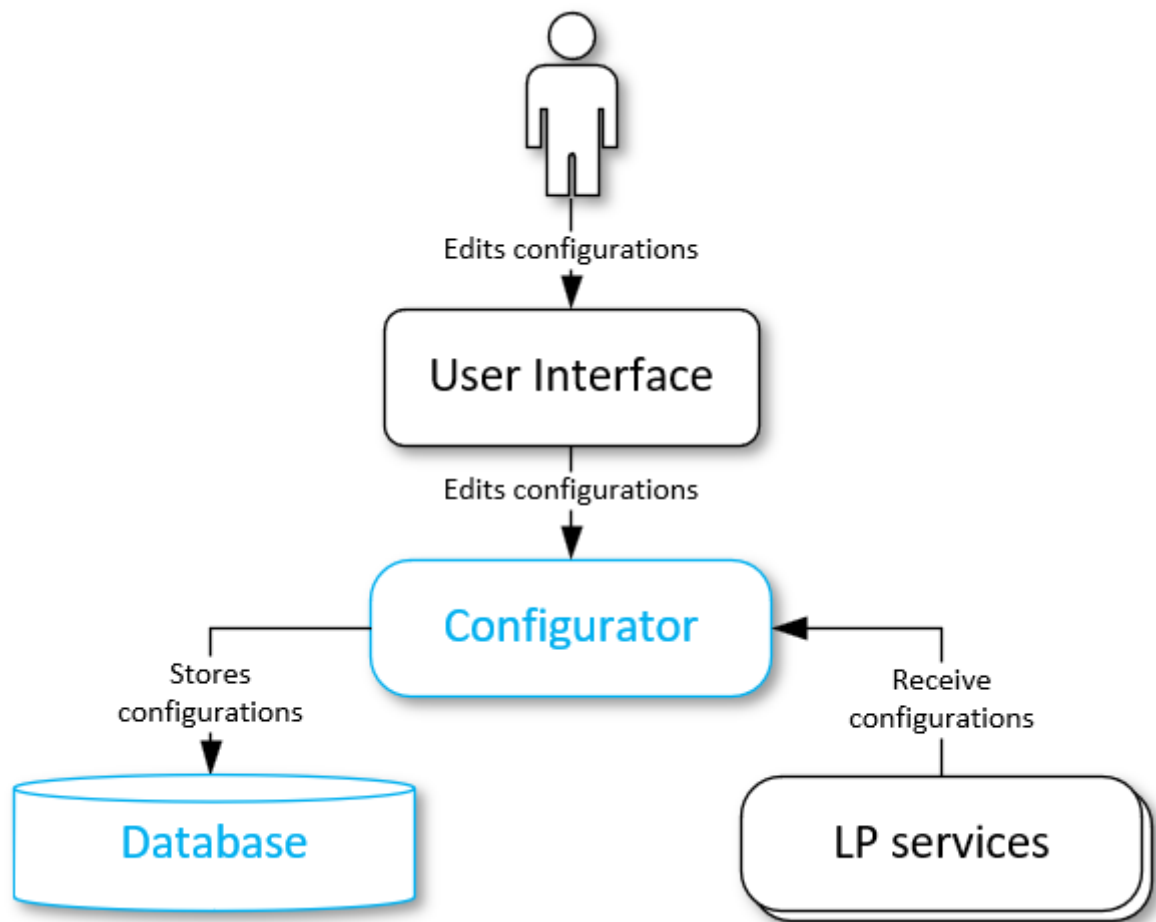 Edits configurations
User Interface
Edits configurations
Configurator
Stores
configurations
Receive
configurations
Database
LP services